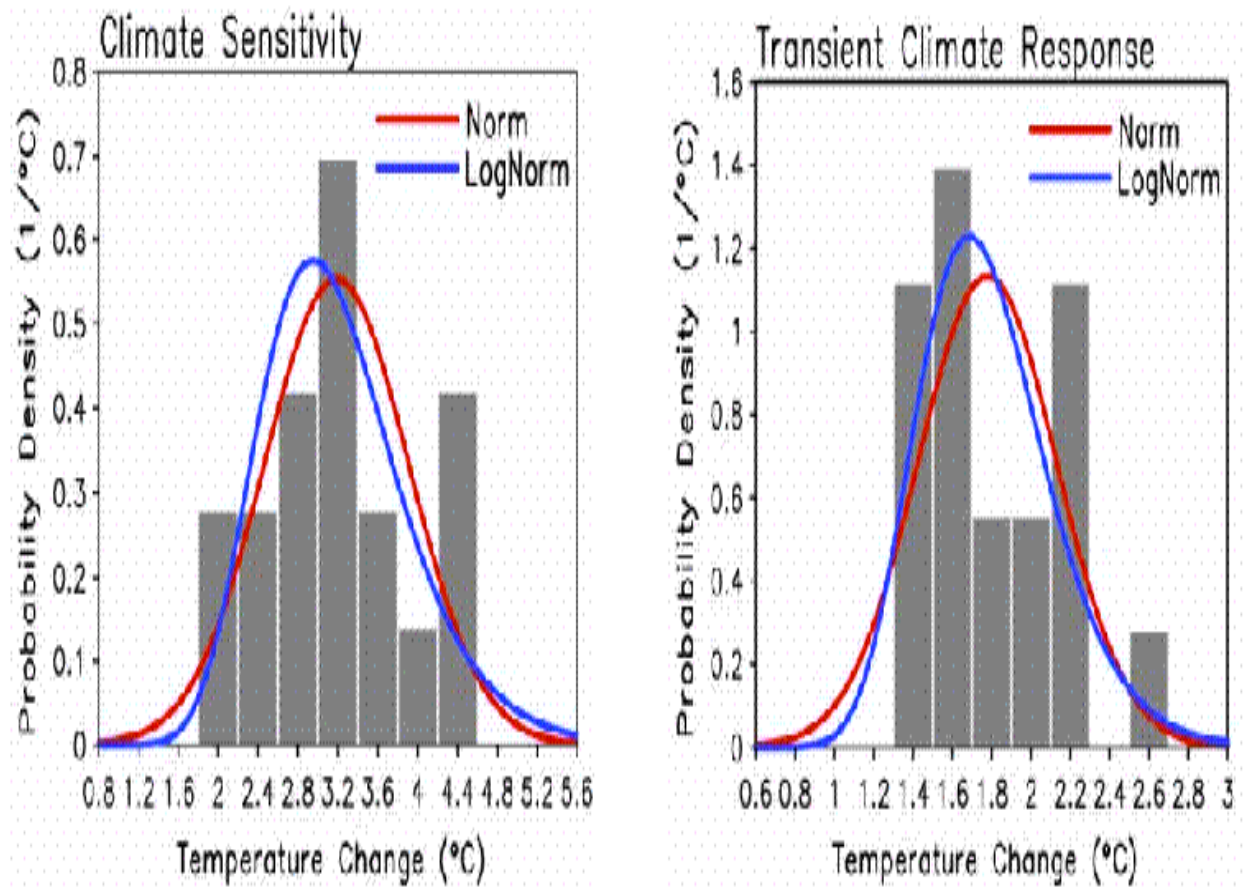 Climate Sensitivity
Probability Density (1/°C)
0.8
0.7
0.6
0.5
0.4
0.3
0.2
0.1
0
Norm
LogNorm
0.8 1.2 1.6 2 2.4 2.8 3.2 3.6 4 4.4 4.8 5.2 5.6
Temperature Change (°C)
Transient Climate Response
Probability Density (1/°C)
1.6
1.4
1.2
1
0.8
0.6
0.4
0.2
0
Norm
LogNorm
0.6 0.8 1 1.2 1.4 1.6 1.8 2 2.2 2.4 2.6 2.8 3
Temperature Change (°C)